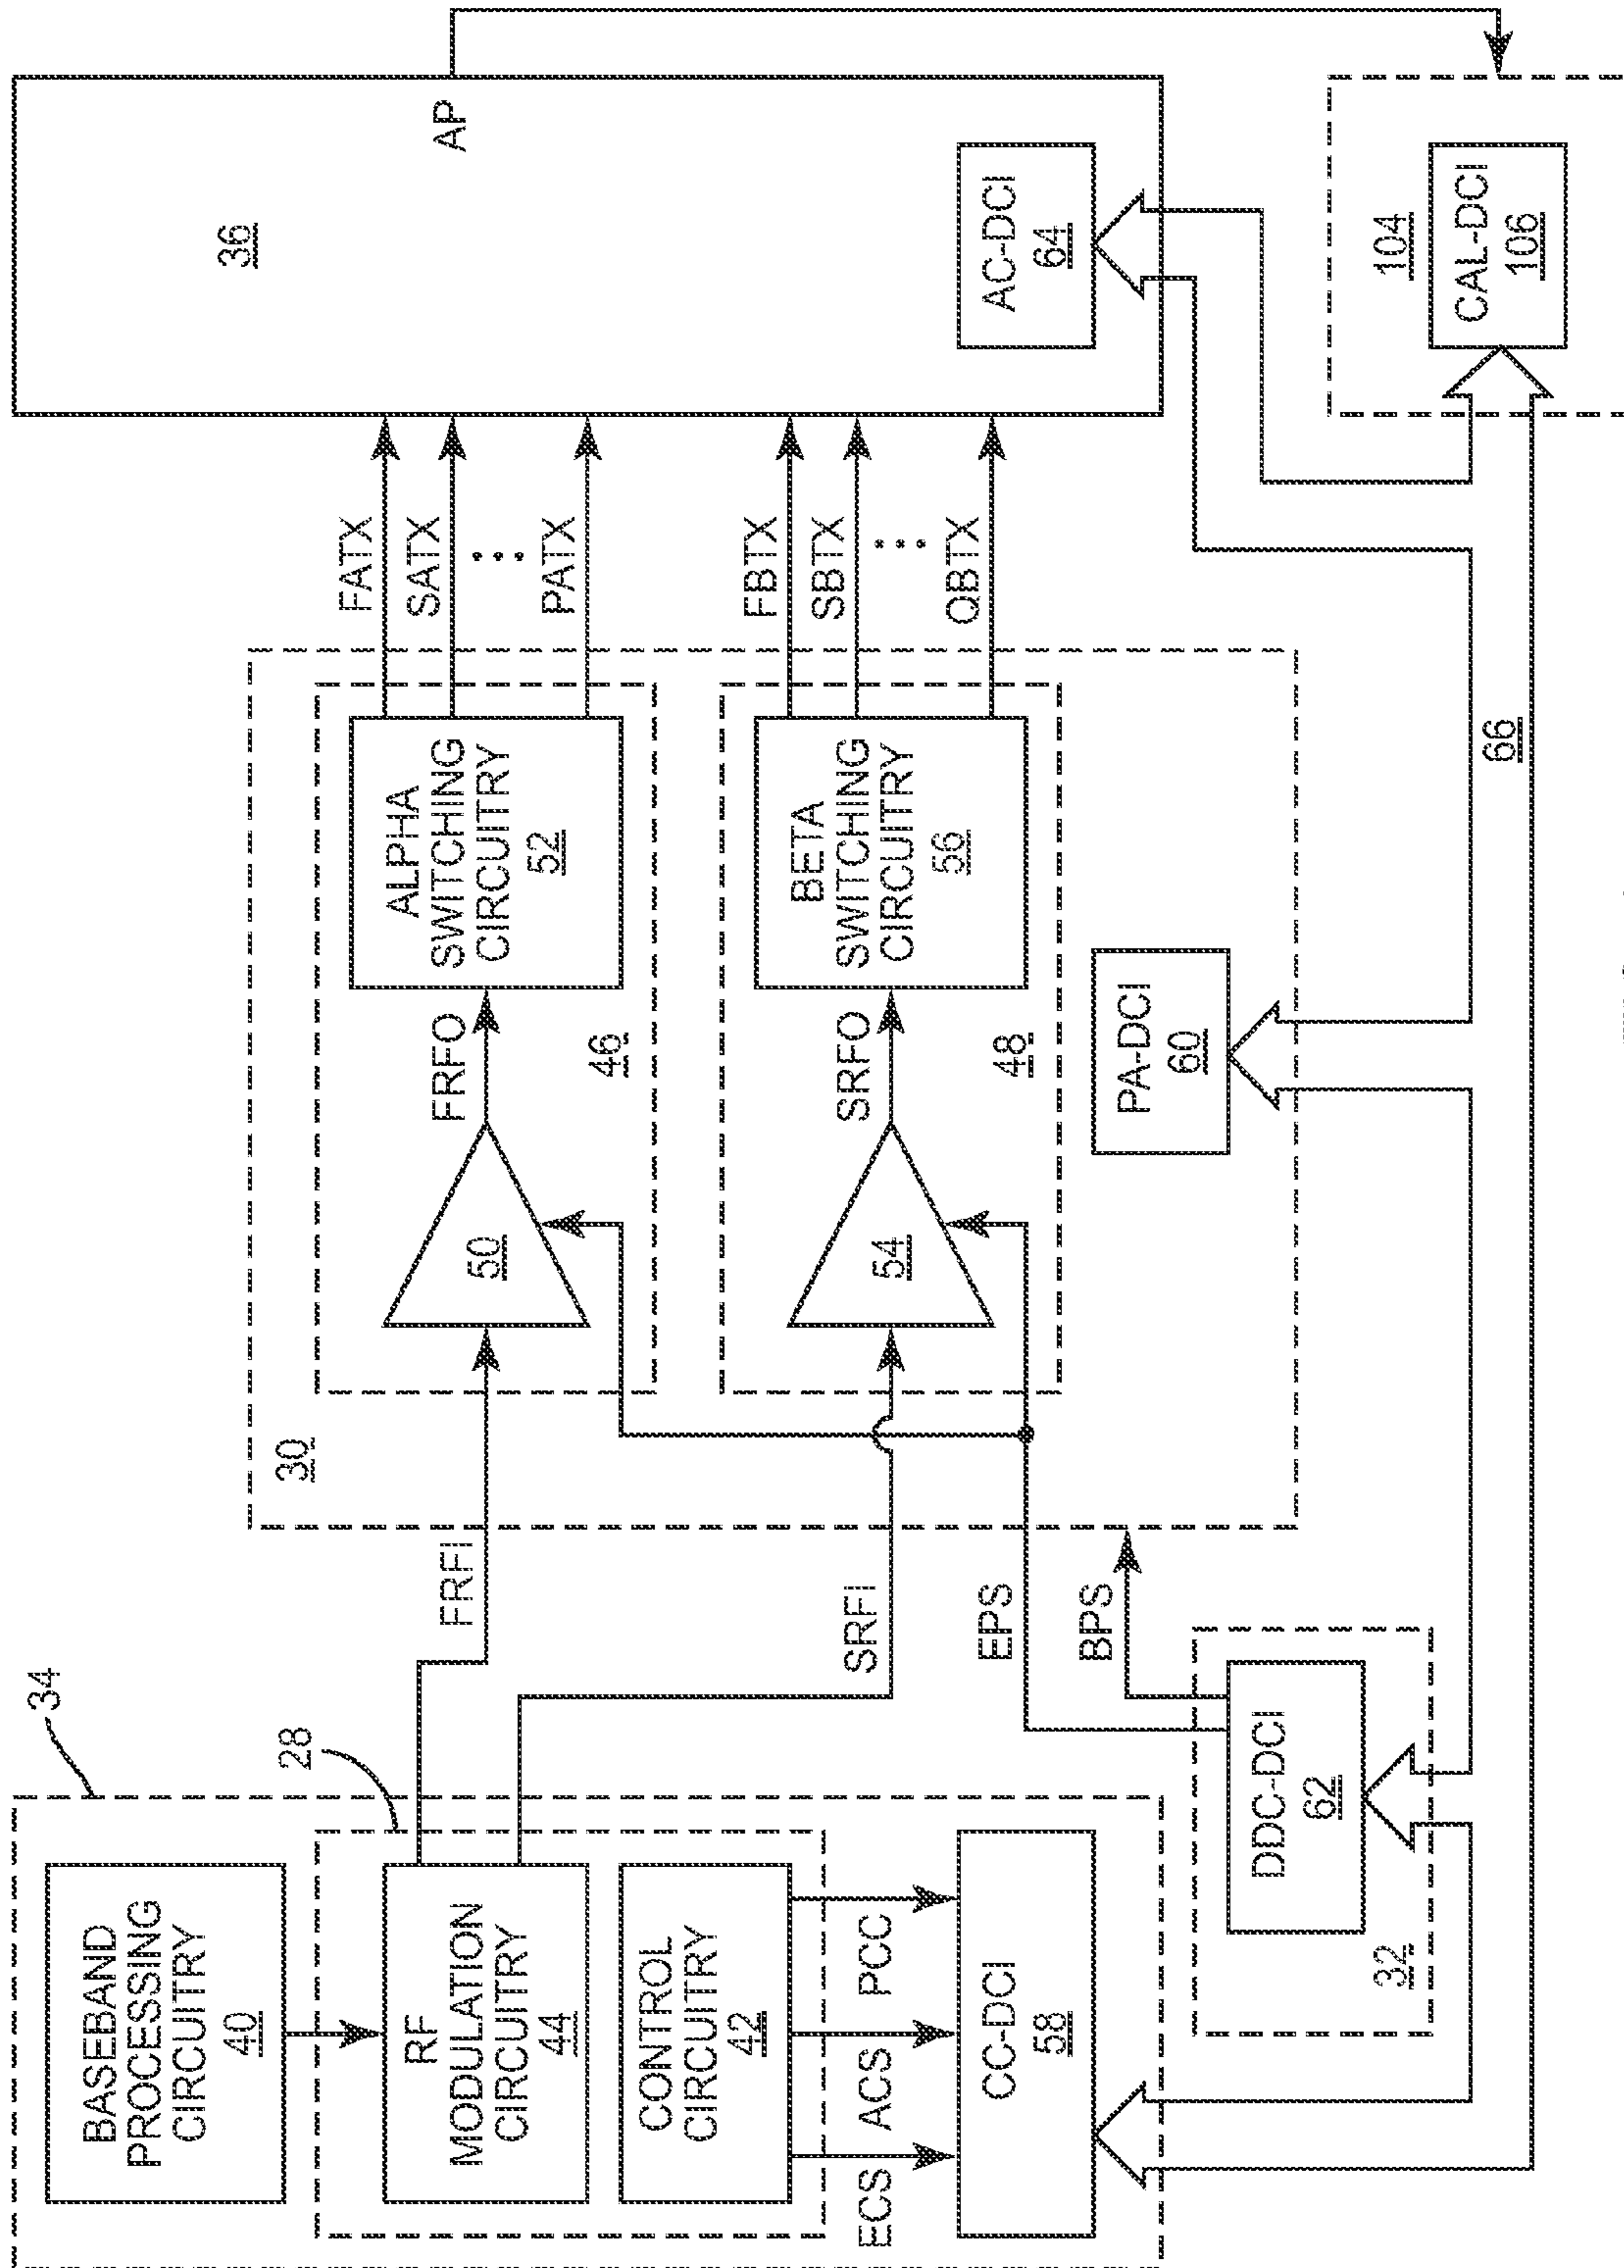 34
BASEBAND
PROCESSING
CIRCUITRY
40
28
RF
MODULATION
CIRCUITRY
44
CONTROL
CIRCUITRY
42
ECS
ACS
PCC
CC-DCI
58
FRFI
SRFI
EPS
BPS
DDC-DCI
62
32
30
50
FRFO
ALPHA
SWITCHING
CIRCUITRY
52
46
54
SRFO
BETA
SWITCHING
CIRCUITRY
56
48
PA-DCI
60
FATX
SATX
PATX
FBTX
SBTX
QBTX
36
AP
AC-DCI
64
66
104
CAL-DCI
106